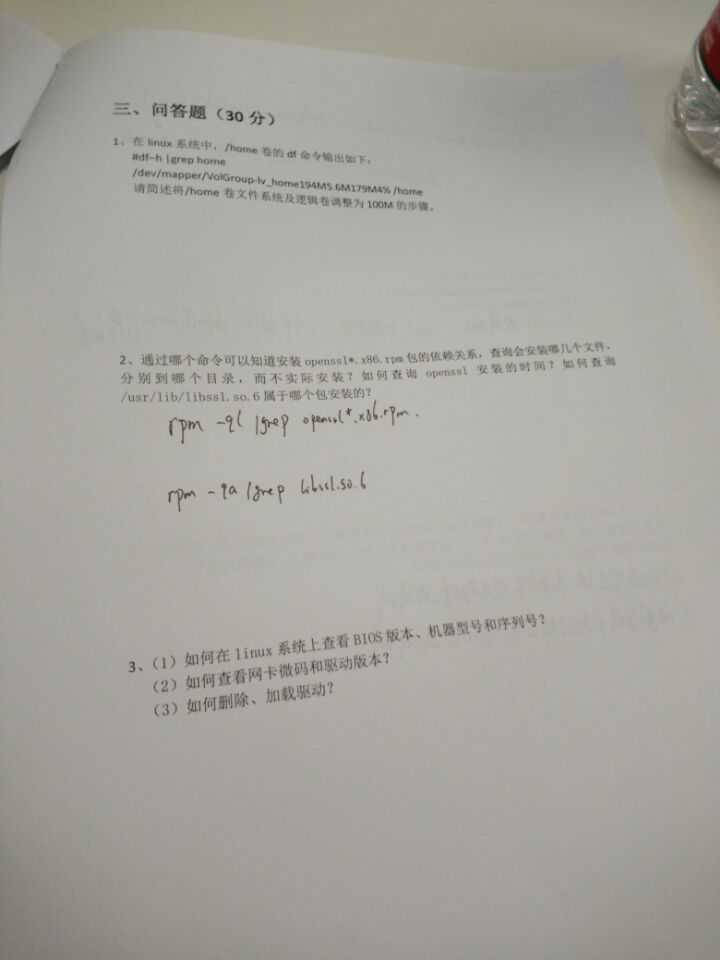 三、问答题（30 分）
1、在 linux 系统中，/home 卷的 df 命令输出如下：
#df-h |grep home
/dev/mapper/VolGroup-lv_home194M5.6M179M4% /home
请简述将/home 卷文件系统及逻辑卷调整为 100M 的步骤。
2、通过哪个命令可以知道安装 openssl*.x86.rpm 包的依赖关系，查询会安装哪几个文件、
分别到哪个目录，而不实际安装？如何查询 openssl 安装的时间？如何查询
/usr/lib/libssl.so.6 属于哪个包安装的？
rpm -ql |grep openssl*.x86.rpm.
rpm -qa |grep libssl.so.6
3、（1）如何在 linux 系统上查看 BIOS 版本、机器型号和序列号？
（2）如何查看网卡微码和驱动版本？
（3）如何删除、加载驱动？